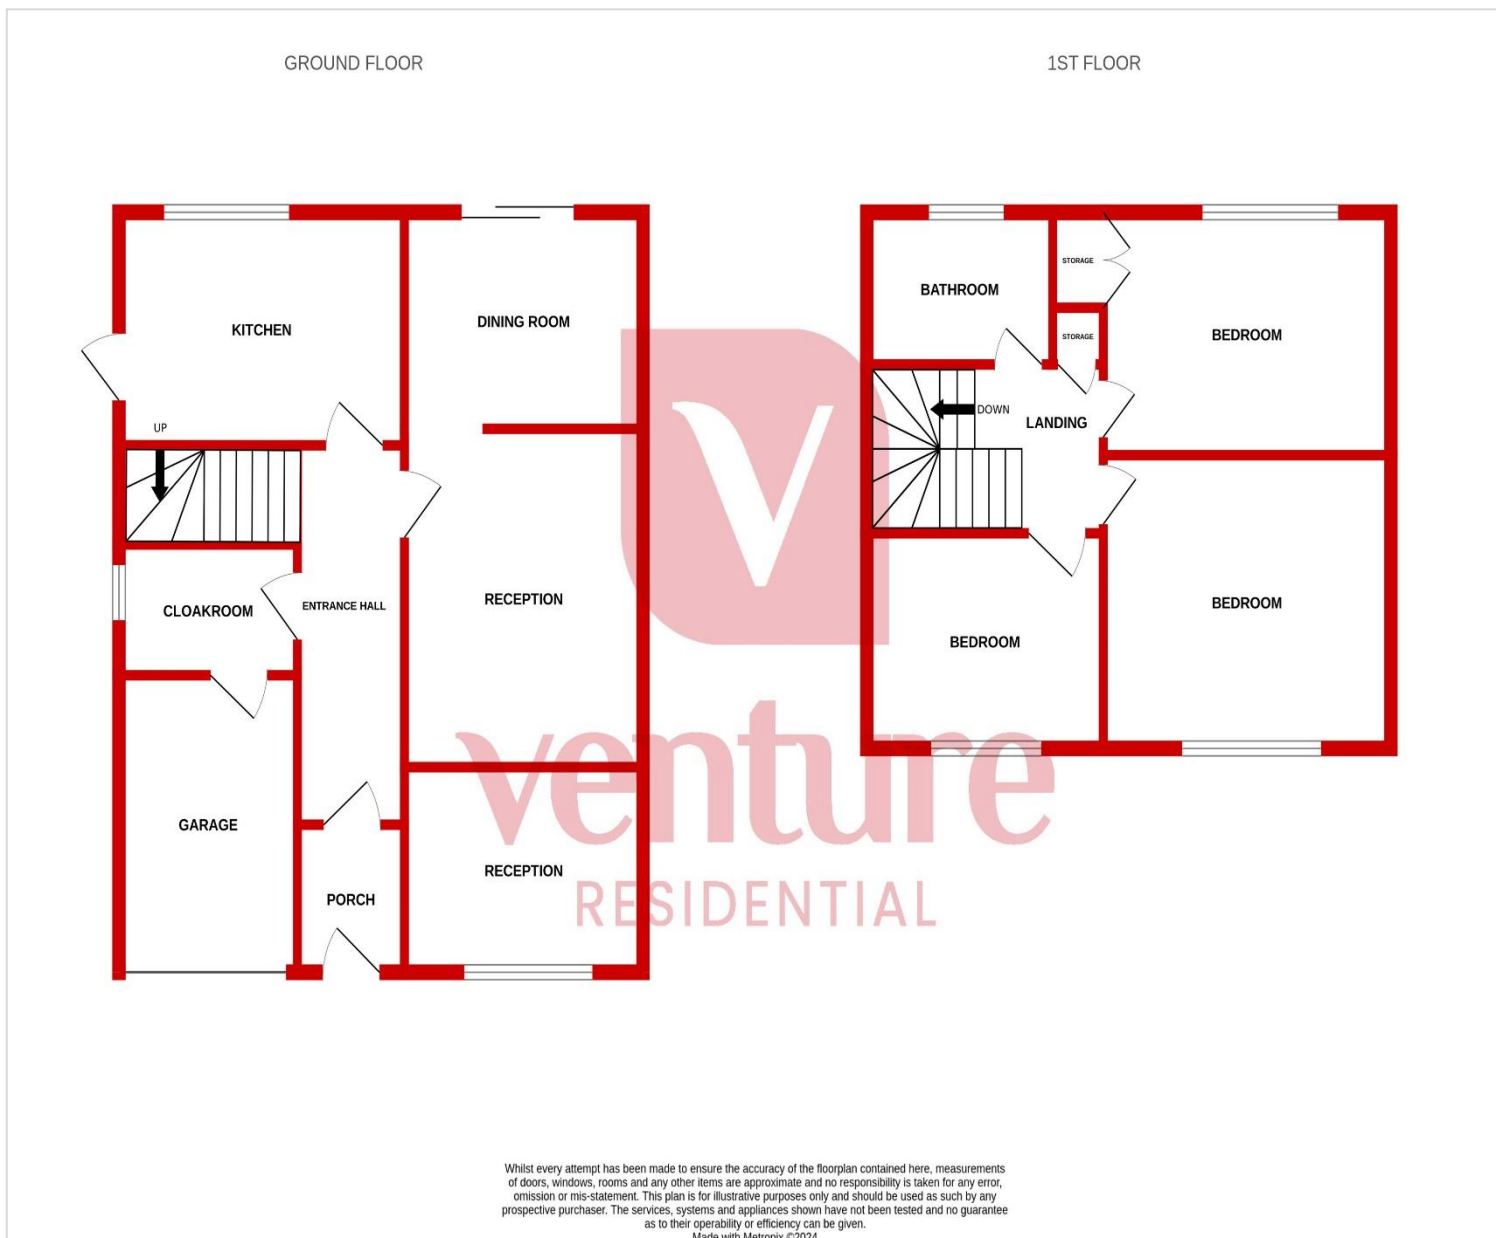 GROUND FLOOR
1ST FLOOR
KITCHEN
DINING ROOM
UP
CLOAKROOM
ENTRANCE HALL
RECEPTION
GARAGE
PORCH
RECEPTION
BATHROOM
STORAGE
STORAGE
BEDROOM
DOWN
LANDING
BEDROOM
BEDROOM
venture
RESIDENTIAL
Whilst every attempt has been made to ensure the accuracy of the floorplan contained here, measurements
of doors, windows, rooms and any other items are approximate and no responsibility is taken for any error,
omission or mis-statement. This plan is for illustrative purposes only and should be used as such by any
prospective purchaser. The services, systems and appliances shown have not been tested and no guarantee
as to their operability or efficiency can be given.
Made with Metropix ©2024